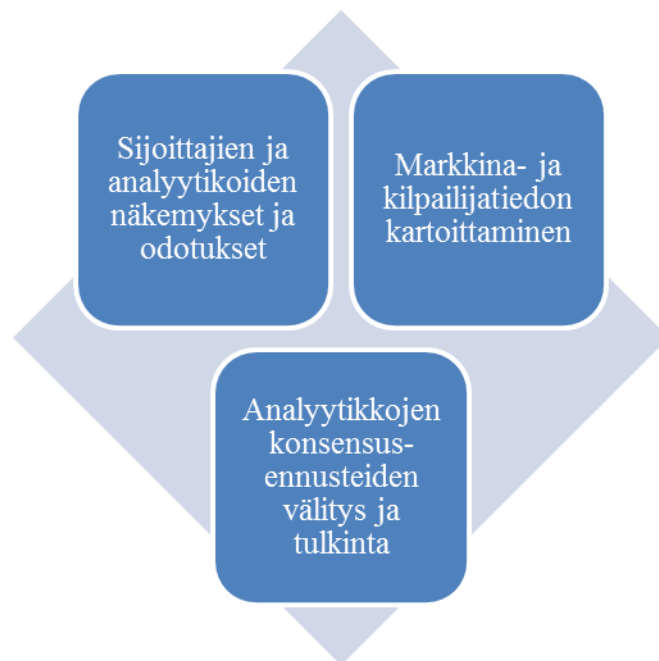 Sijoittajien ja
analyytikoiden
näkemykset ja
odotukset
Markkina- ja
kilpailijatiedon
kartoittaminen
Analyytikkojen
konsensus-
ennusteiden
välitys ja
tulkinta